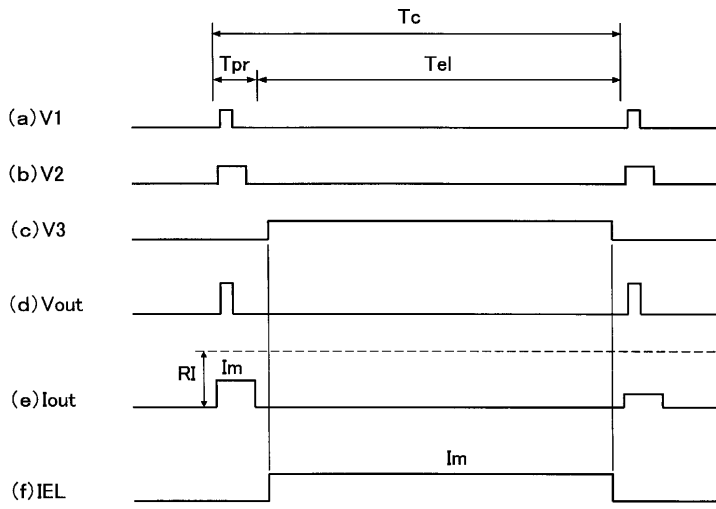 Tc
Tpr
Tel
(a)V1
(b)V2
(c)V3
(d)Vout
RI
Im
(e)Iout
Im
(f)IEL